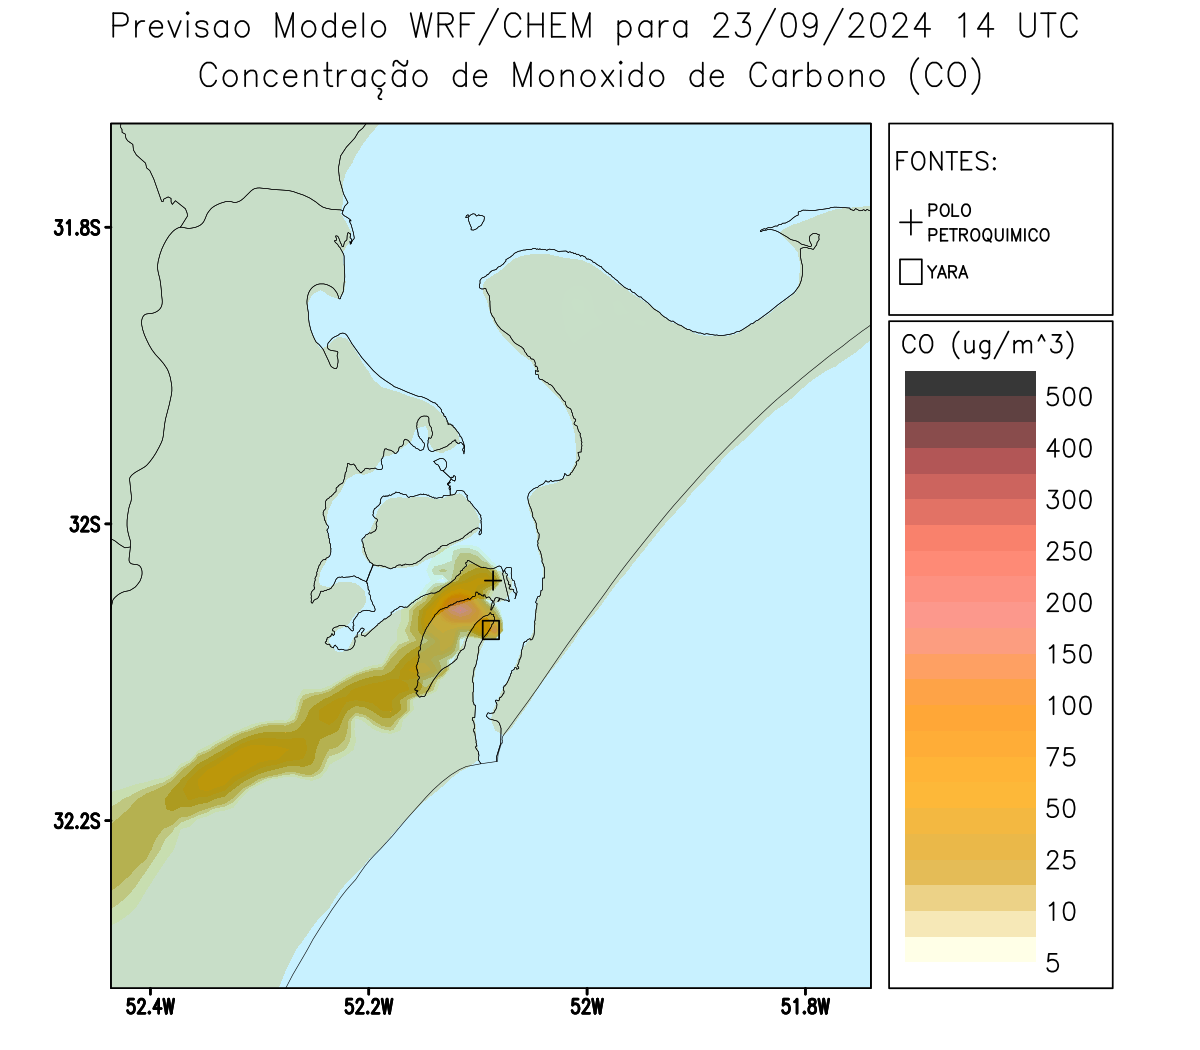 Previsao Modelo WRF/CHEM para 23/09/2024 14 UTC
Concentração de Monoxido de Carbono (CO)
FONTES:
POLO
PETROQUIMICO
YARA
CO (ug/m^3)
500
400
300
250
200
150
100
75
50
25
10
5
31.8S
32S
32.2S
52.4W
52.2W
52W
51.8W